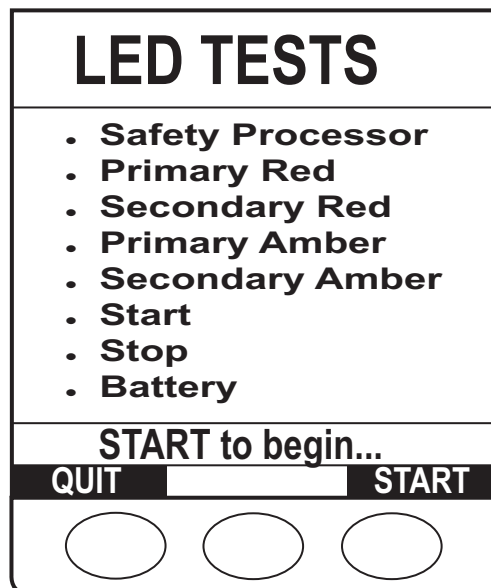 LED TESTS
. Safety Processor
. Primary Red
. Secondary Red
. Primary Amber
. Secondary Amber
. Start
. Stop
. Battery
START to begin...
QUIT START